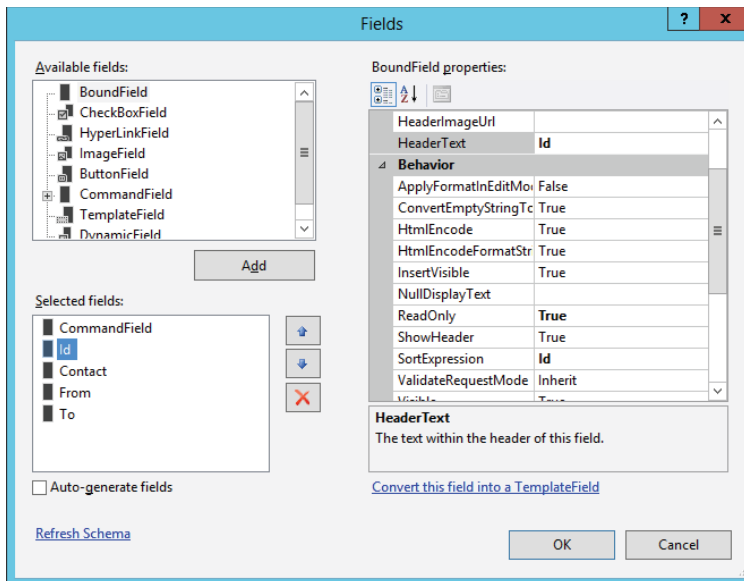 Fields
? x
Available fields:
BoundField
CheckBoxField
HyperLinkField
ImageField
ButtonField
CommandField
TemplateField
DynamicField
Add
Selected fields:
CommandField
Id
Contact
From
To
Auto-generate fields
Refresh Schema
BoundField properties:
HeaderImageUrl
HeaderText Id
Behavior
ApplyFormatInEditMo False
ConvertEmptyStringTo True
HtmlEncode True
HtmlEncodeFormatStr True
InsertVisible True
NullDisplayText
ReadOnly True
ShowHeader True
SortExpression Id
ValidateRequestMode Inherit
Visible True
HeaderText
The text within the header of this field.
Convert this field into a TemplateField
OK Cancel